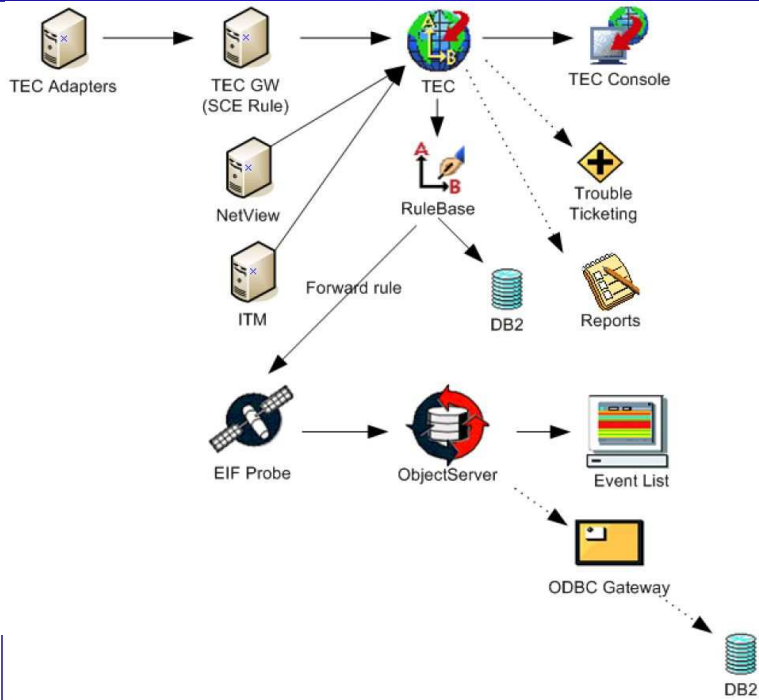 TEC Adapters
TEC GW
(SCE Rule)
A
B
TEC
TEC Console
NetView
A
B
RuleBase
Trouble
Ticketing
ITM
Forward rule
DB2
Reports
EIF Probe
ObjectServer
Event List
ODBC Gateway
DB2